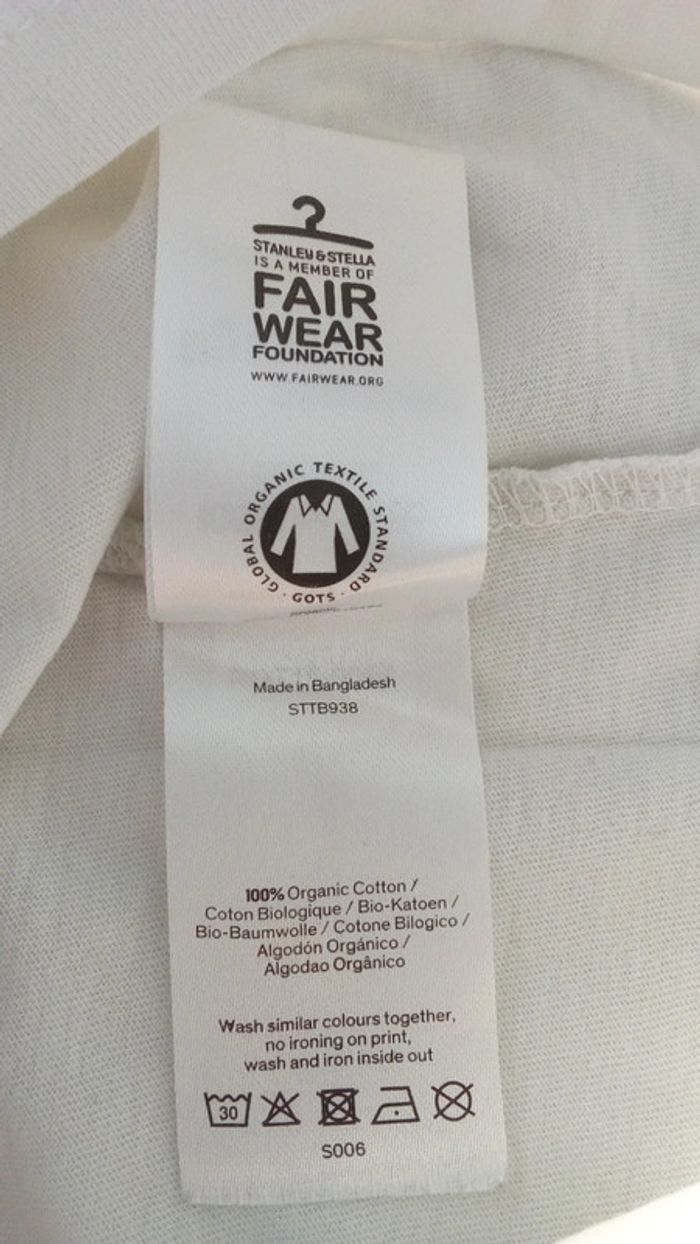 STANLEY & STELLA
IS A MEMBER OF
FAIR
WEAR
FOUNDATION
WWW.FAIRWEAR.ORG
GLOBAL ORGANIC TEXTILE STANDARD · GOTS ·
Made in Bangladesh
STTB938
100% Organic Cotton /
Coton Biologique / Bio-Katoen /
Bio-Baumwolle / Cotone Bilogico /
Algodón Orgánico /
Algodao Orgânico
Wash similar colours together,
no ironing on print,
wash and iron inside out
30
S006